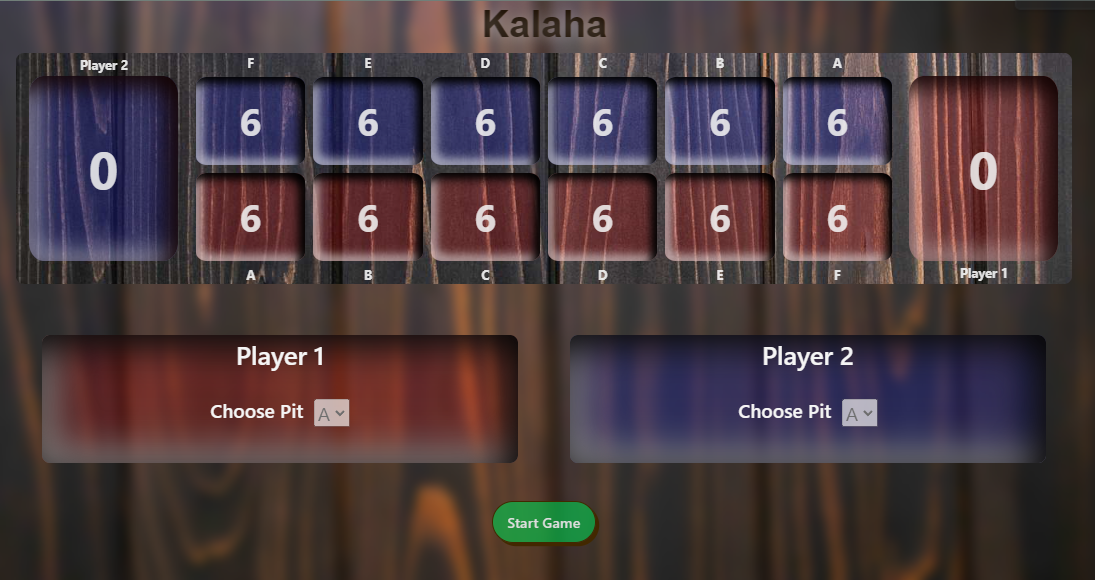 Kalaha
Player 2 F E D C B A
6 6 6 6 6 6
0 0
6 6 6 6 6 6
A B C D E F Player 1
Player 1
Choose Pit A
Player 2
Choose Pit A
Start Game